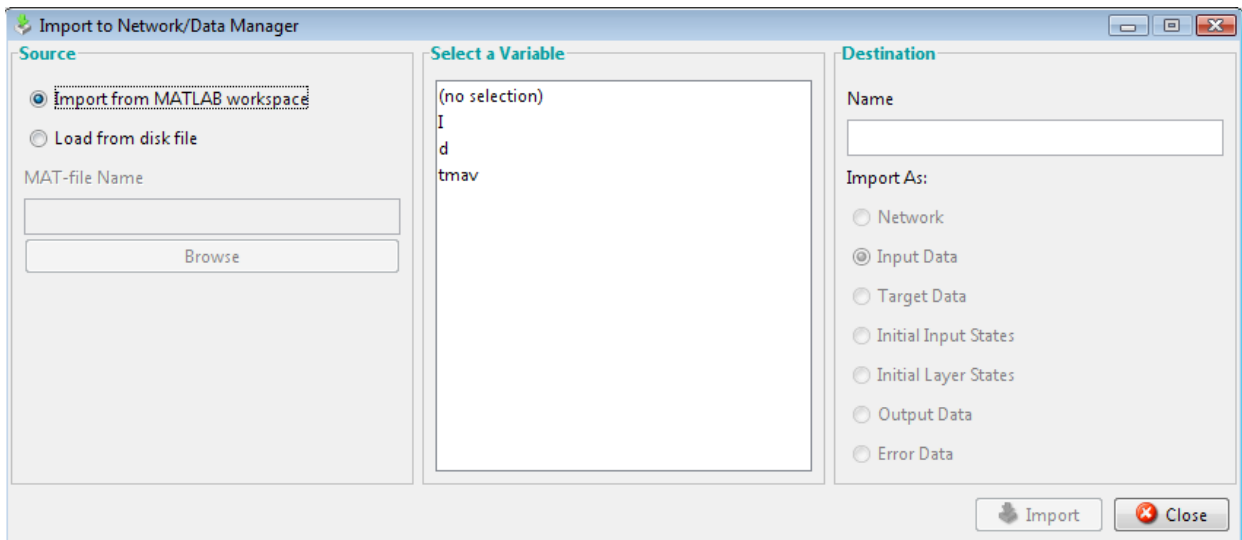 Import to Network/Data Manager
Source
Import from MATLAB workspace
Load from disk file
MAT-file Name
Browse
Select a Variable
(no selection)
I
d
tmav
Destination
Name
Import As:
Network
Input Data
Target Data
Initial Input States
Initial Layer States
Output Data
Error Data
Import
Close